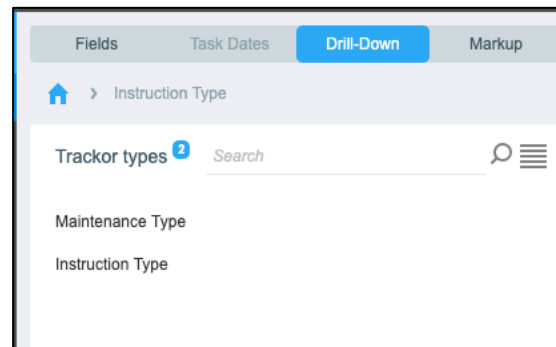 Fields Task Dates Drill-Down Markup
> Instruction Type
Trackor types 2 Search
Maintenance Type
Instruction Type